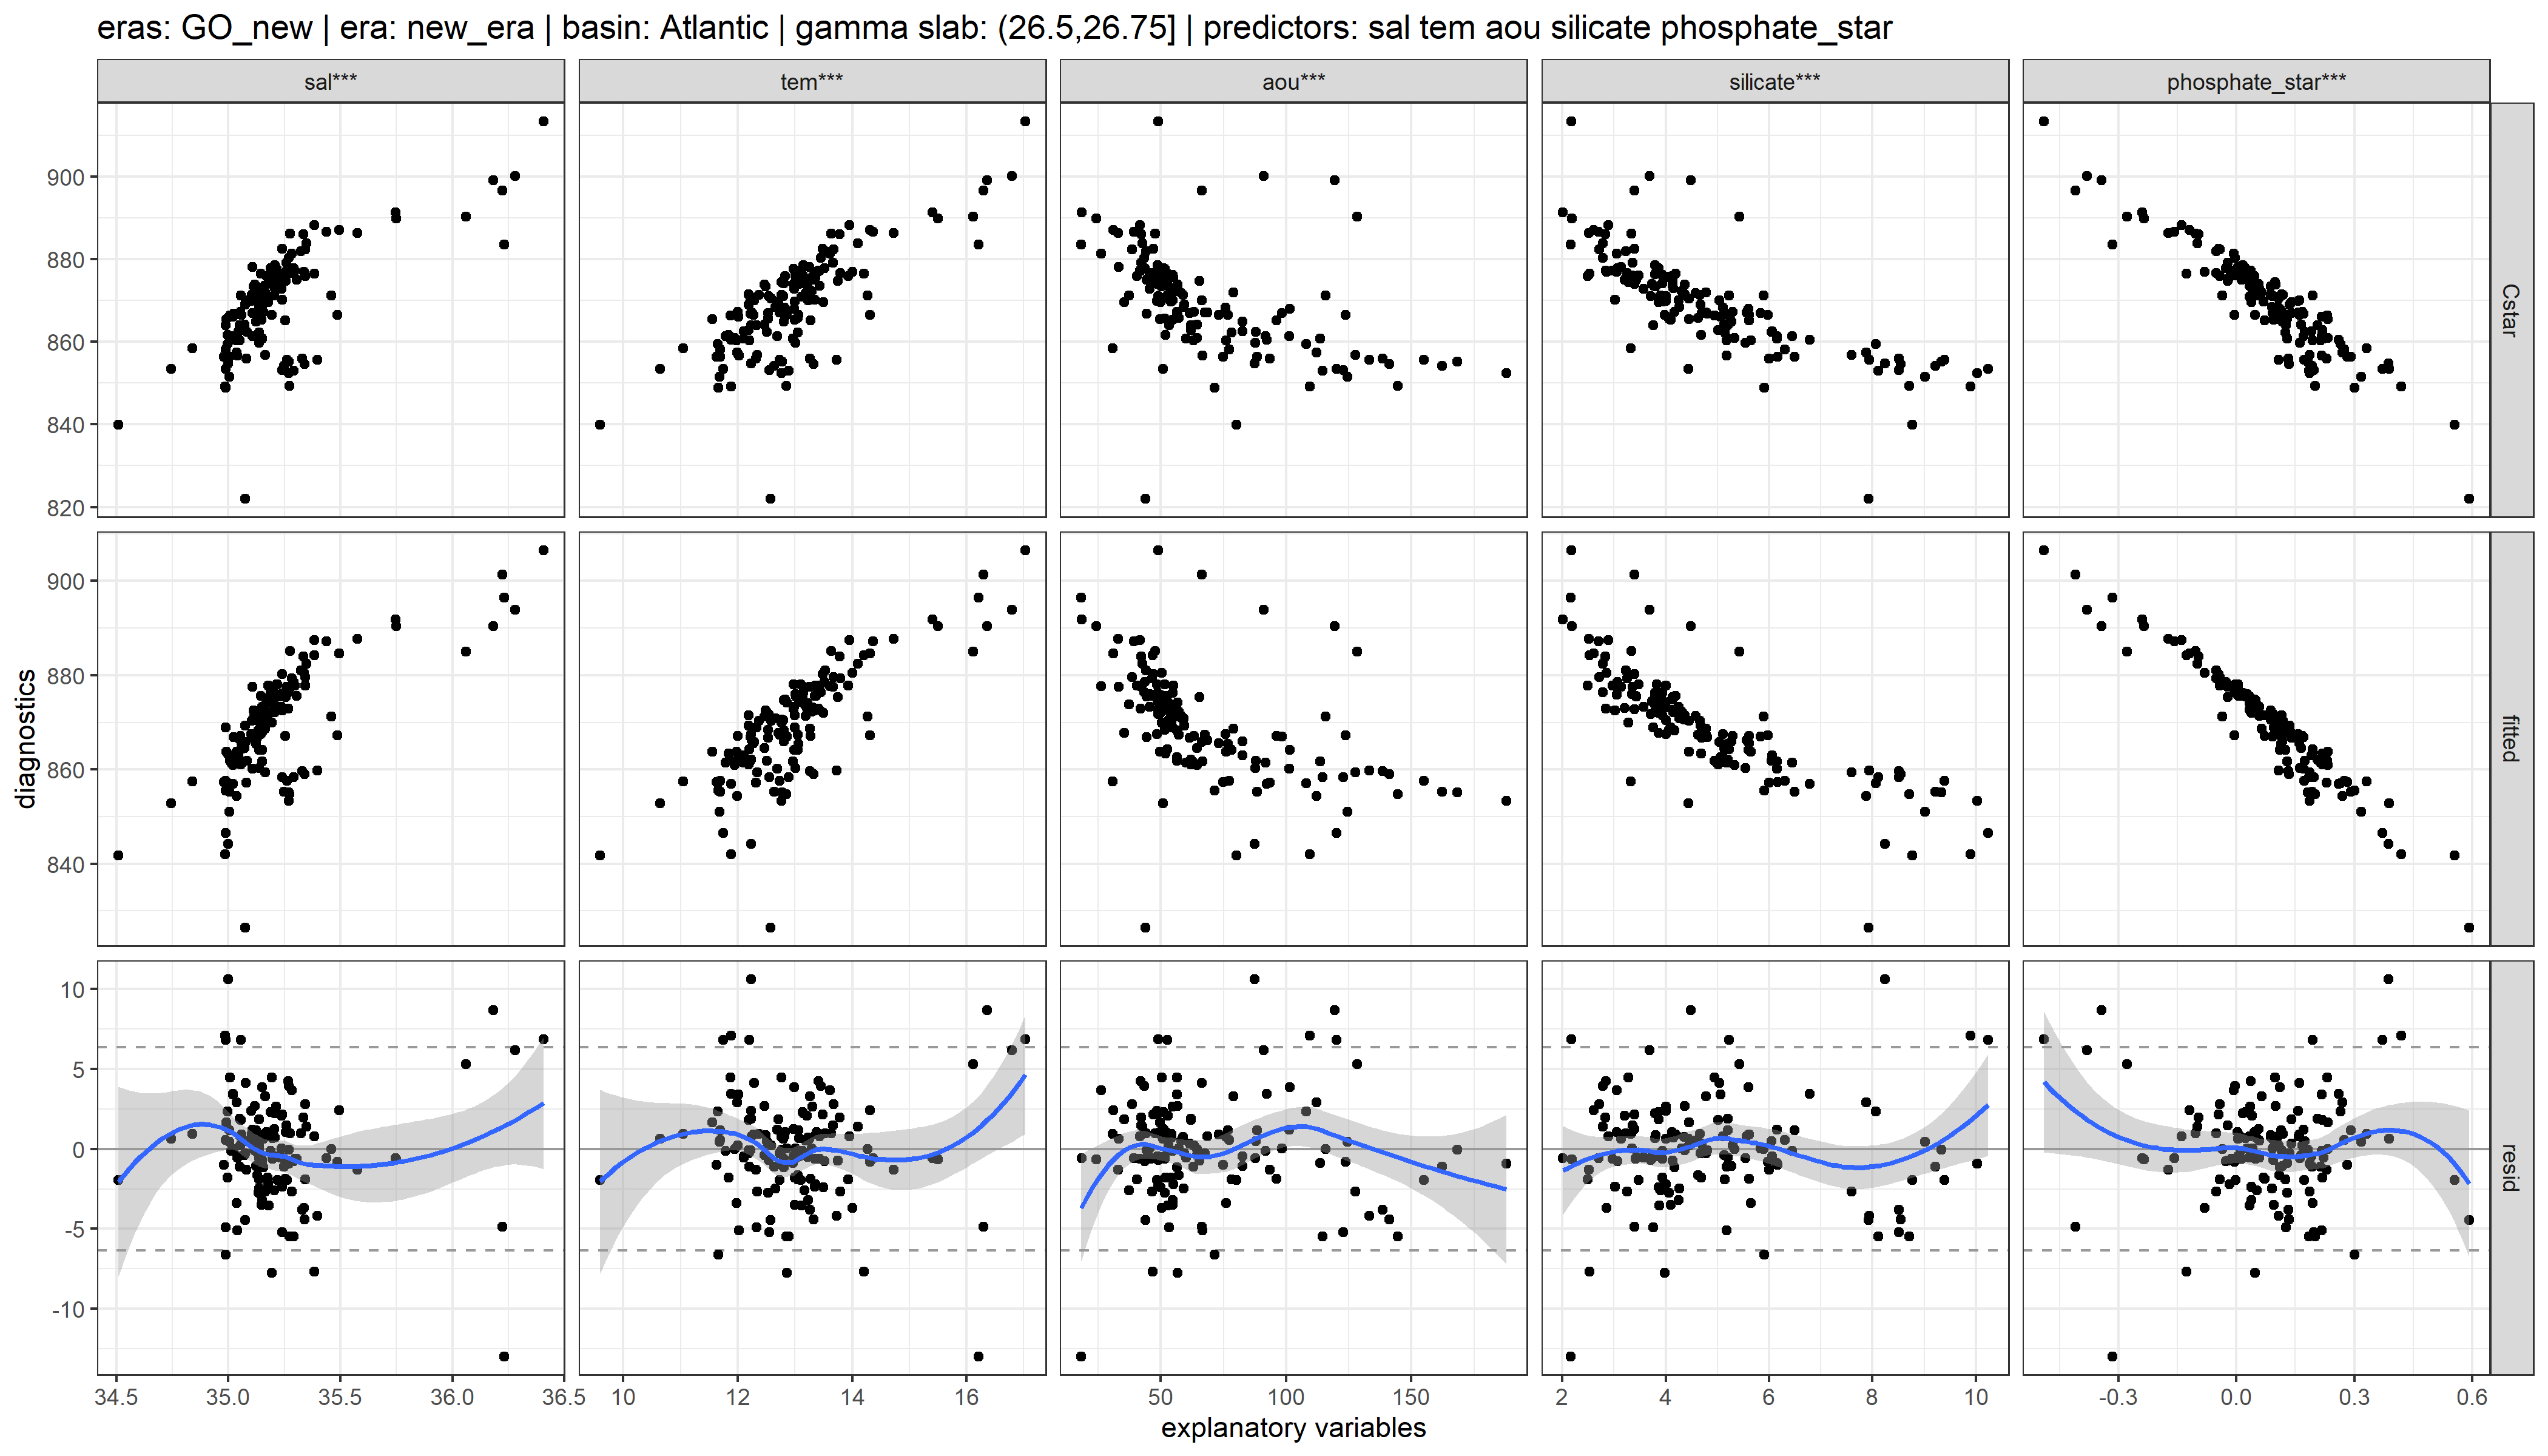 eras: GO_new | era: new_era | basin: Atlantic | gamma slab: (26.5,26.75] | predictors: sal tem aou silicate phosphate_star
sal*** tem*** aou*** silicate*** phosphate_star***
900
880
860
840
820
Cstar
900
880
860
840
fitted
diagnostics
10
5
0
-5
-10
resid
34.5 35.0 35.5 36.0 36.5 10 12 14 16 50 100 150 2 4 6 8 10 -0.3 0.0 0.3 0.6
explanatory variables